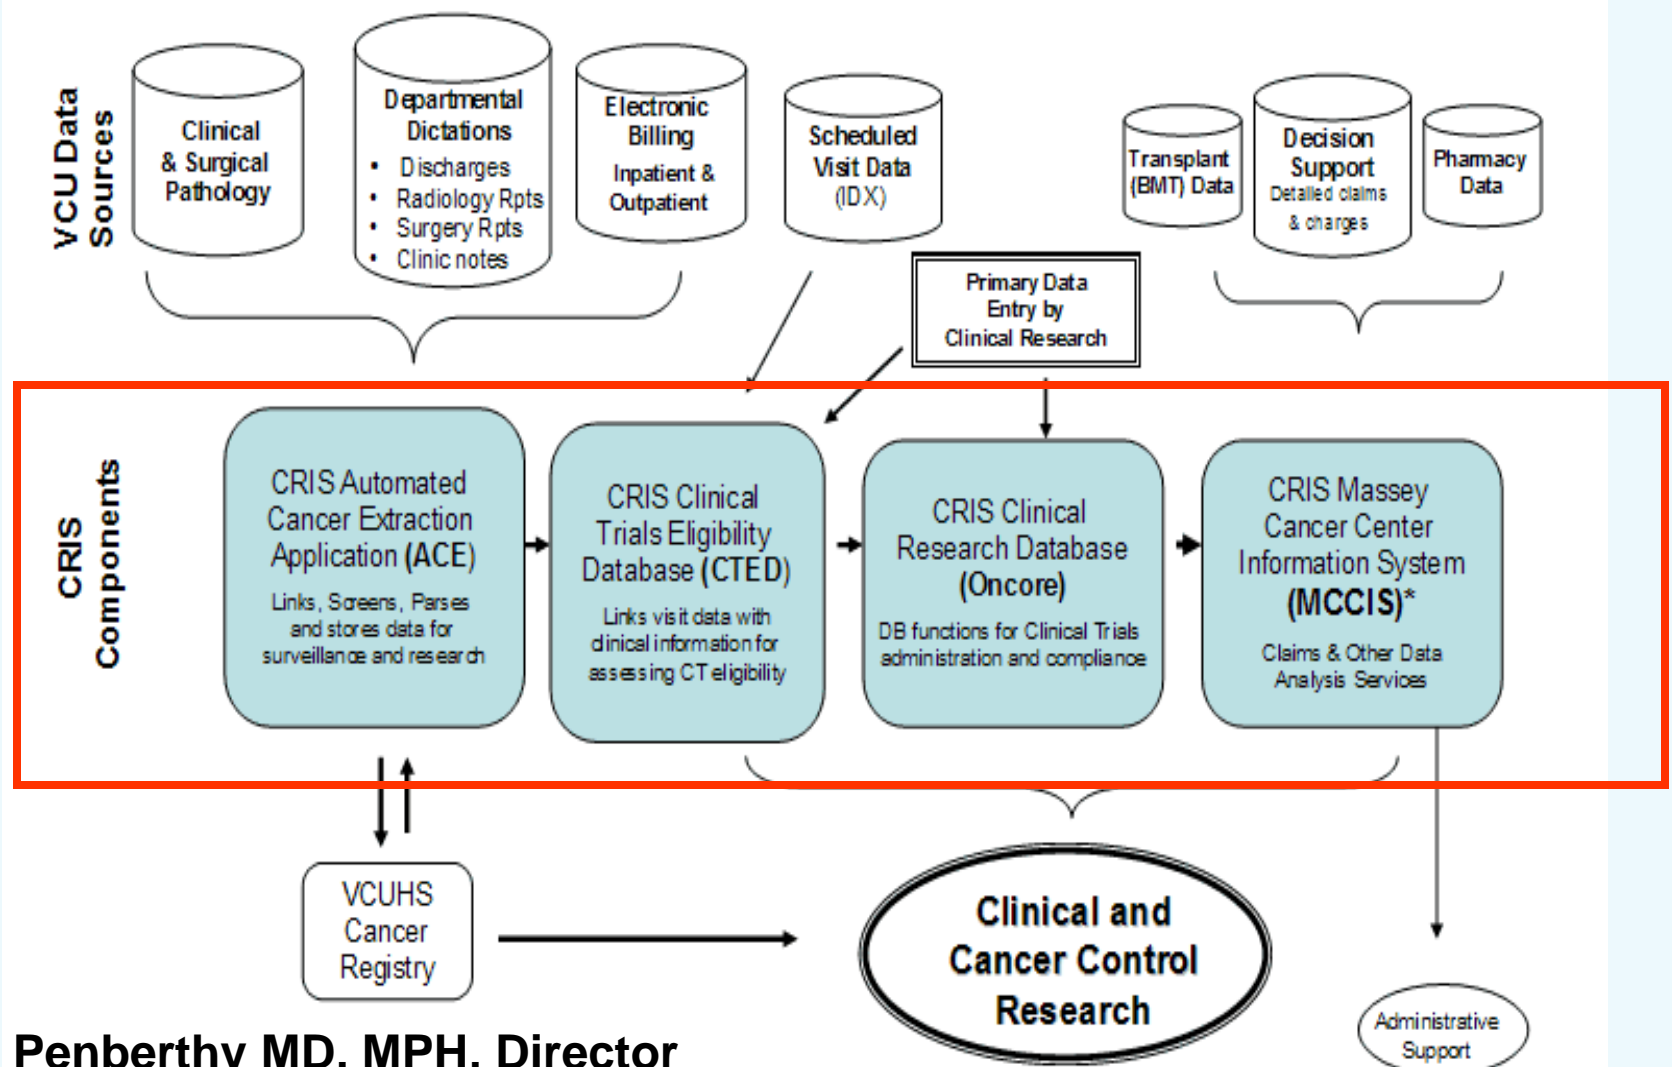 VCU Data
Sources
Clinical
& Surgical
Pathology
Departmental
Dictations
• Discharges
• Radiology Rpts
• Surgery Rpts
• Clinic notes
Electronic
Billing
Inpatient &
Outpatient
Scheduled
Visit Data
(IDX)
Transplant
(BMT) Data
Decision
Support
Detailed claims
& charges
Pharmacy
Data
Primary Data
Entry by
Clinical Research
CRIS
Components
CRIS Automated
Cancer Extraction
Application (ACE)
Links, Screens, Parses
and stores data for
surveillance and research
CRIS Clinical
Trials Eligibility
Database (CTED)
Links visit data with
clinical information for
assessing CT eligibility
CRIS Clinical
Research Database
(Oncore)
DB functions for Clinical Trials
administration and compliance
CRIS Massey
Cancer Center
Information System
(MCCIS)*
Claims & Other Data
Analysis Services
VCUHS
Cancer
Registry
Clinical and
Cancer Control
Research
Administrative
Support
Penberthy MD, MPH, Director